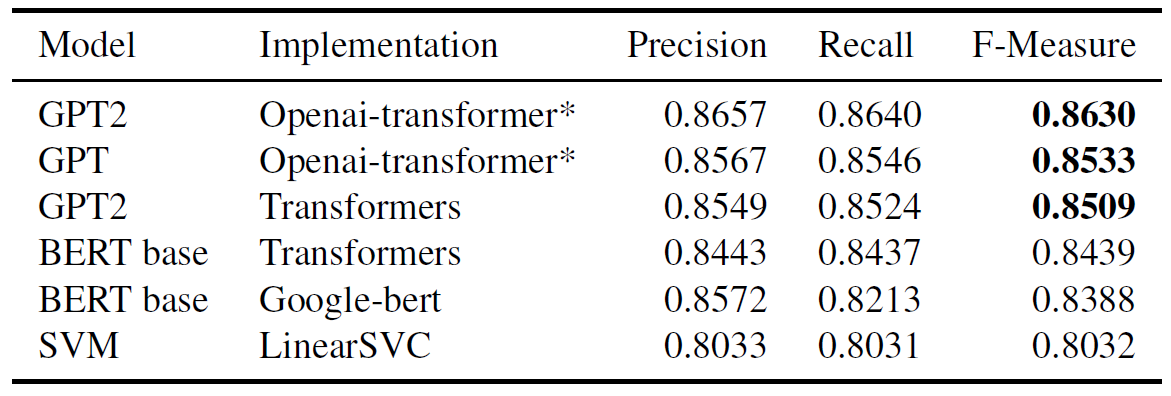 Model Implementation Precision Recall F-Measure
GPT2 Openai-transformer* 0.8657 0.8640 0.8630
GPT Openai-transformer* 0.8567 0.8546 0.8533
GPT2 Transformers 0.8549 0.8524 0.8509
BERT base Transformers 0.8443 0.8437 0.8439
BERT base Google-bert 0.8572 0.8213 0.8388
SVM LinearSVC 0.8033 0.8031 0.8032